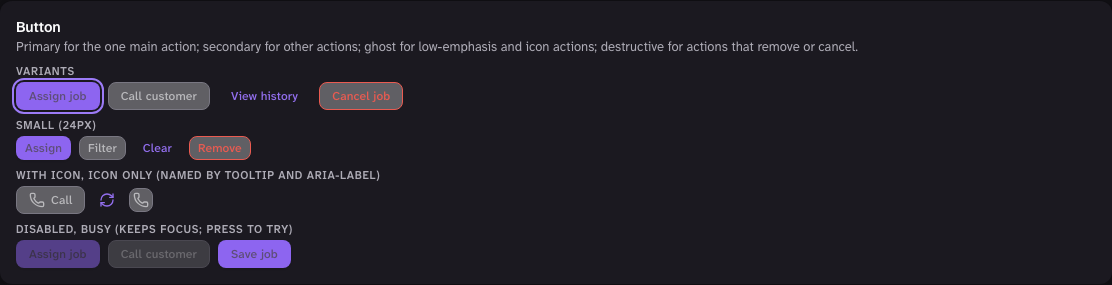 Button
Primary for the one main action; secondary for other actions; ghost for low-emphasis and icon actions; destructive for actions that remove or cancel.
VARIANTS
Assign job Call customer View history Cancel job
SMALL (24PX)
Assign Filter Clear Remove
WITH ICON, ICON ONLY (NAMED BY TOOLTIP AND ARIA-LABEL)
Call
DISABLED, BUSY (KEEPS FOCUS; PRESS TO TRY)
Assign job Call customer Save job